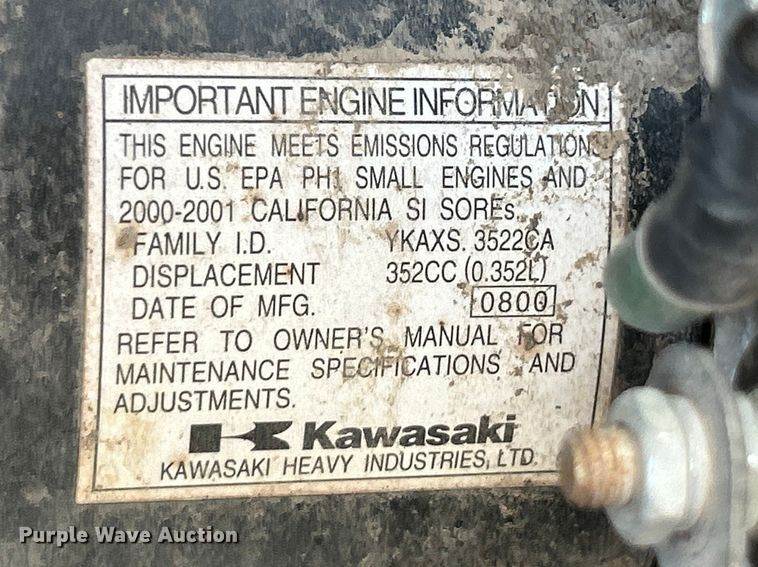 IMPORTANT ENGINE INFORMATION
THIS ENGINE MEETS EMISSIONS REGULATIONS
FOR U.S. EPA PH1 SMALL ENGINES AND
2000-2001 CALIFORNIA SI SOREs.
FAMILY I.D. YKAXS. 3522CA
DISPLACEMENT 352CC (0.352L)
DATE OF MFG. 0800
REFER TO OWNER'S MANUAL FOR
MAINTENANCE SPECIFICATIONS AND
ADJUSTMENTS.
Kawasaki
KAWASAKI HEAVY INDUSTRIES, LTD.
Purple Wave Auction